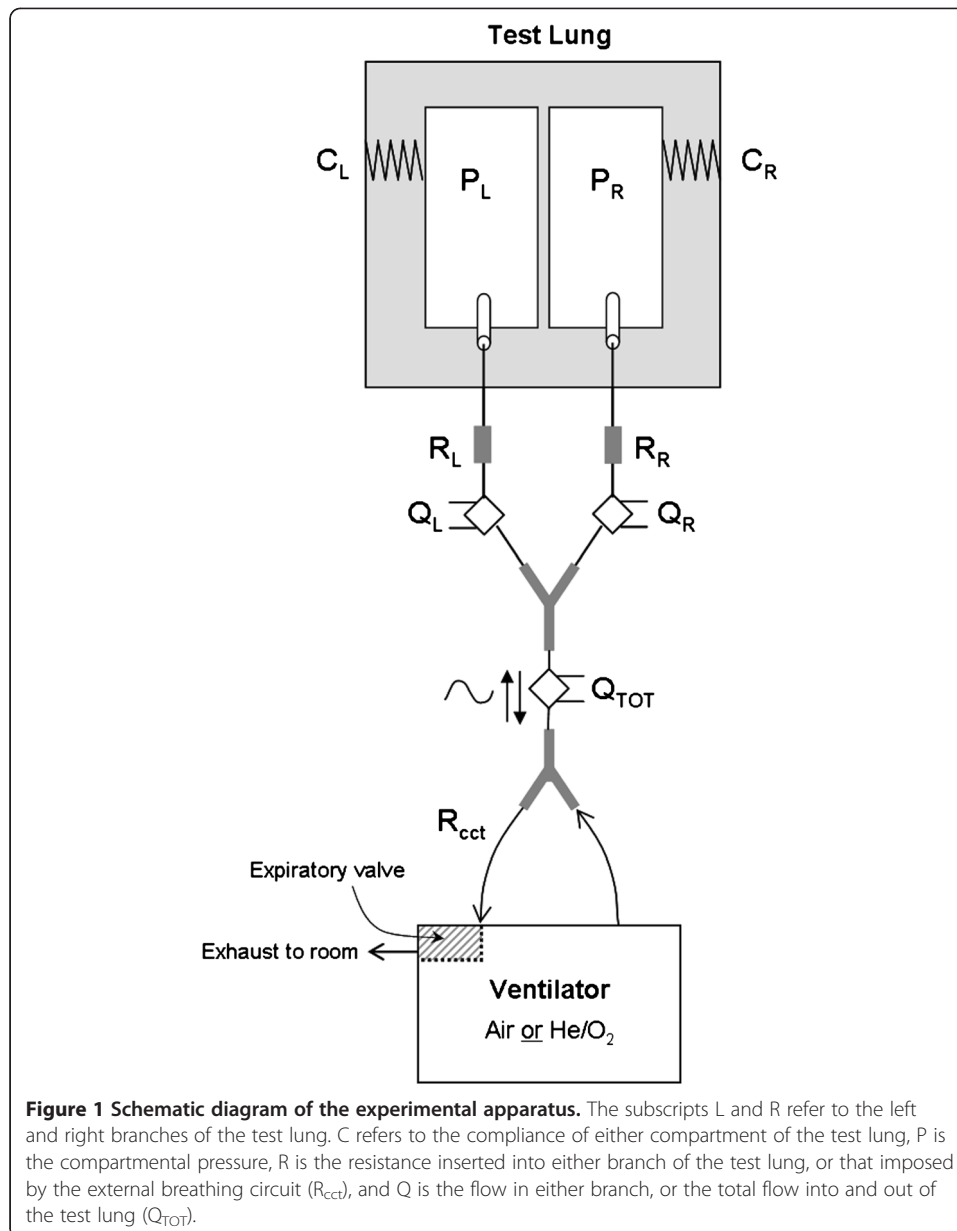 Test Lung
C_L
P_L
P_R
C_R
R_L
R_R
Q_L
Q_R
Q_TOT
R_cct
Expiratory valve
Exhaust to room
Ventilator
Air or He/O₂
Figure 1 Schematic diagram of the experimental apparatus. The subscripts L and R refer to the left
and right branches of the test lung. C refers to the compliance of either compartment of the test lung, P is
the compartmental pressure, R is the resistance inserted into either branch of the test lung, or that imposed
by the external breathing circuit (R_cct), and Q is the flow in either branch, or the total flow into and out of
the test lung (Q_TOT).